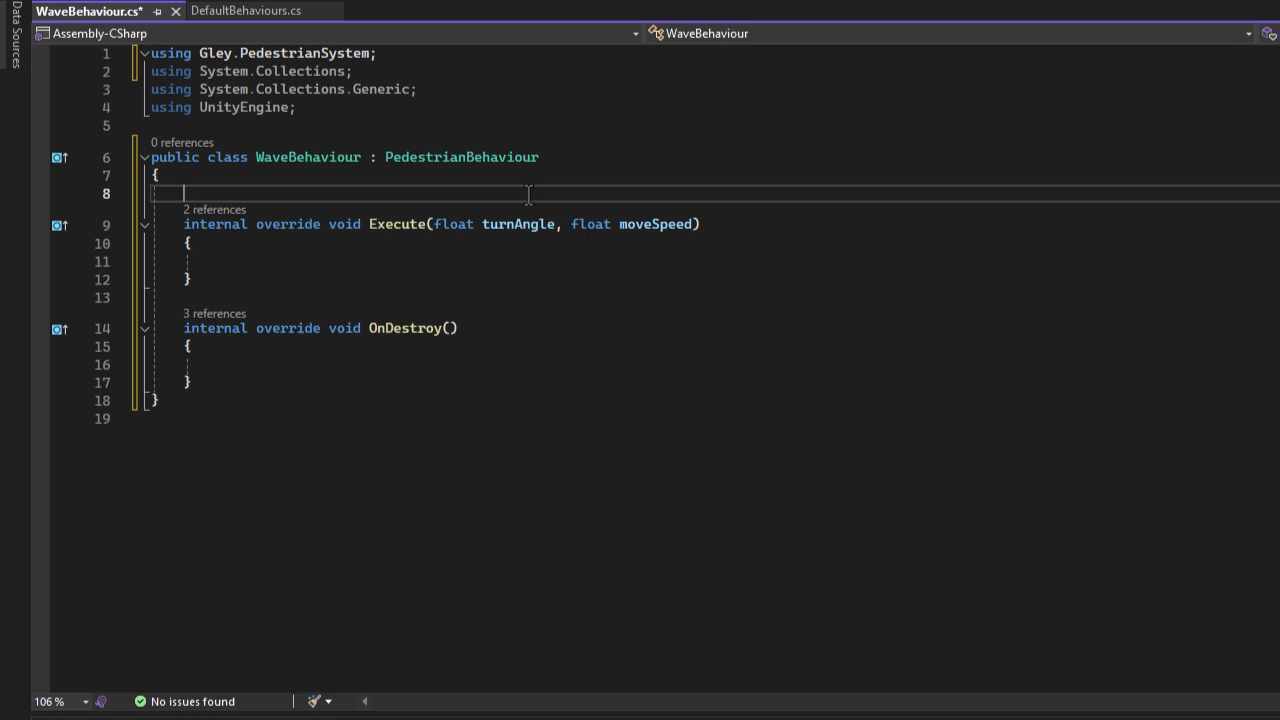 Data Sources
WaveBehaviour.cs*
DefaultBehaviours.cs
Assembly-CSharp
WaveBehaviour
1 using Gley.PedestrianSystem;
2 using System.Collections;
3 using System.Collections.Generic;
4 using UnityEngine;
5
0 references
6 public class WaveBehaviour : PedestrianBehaviour
7 {
8
2 references
9 internal override void Execute(float turnAngle, float moveSpeed)
10 {
11
12 }
13
3 references
14 internal override void OnDestroy()
15 {
16
17 }
18 }
19
106 %
No issues found